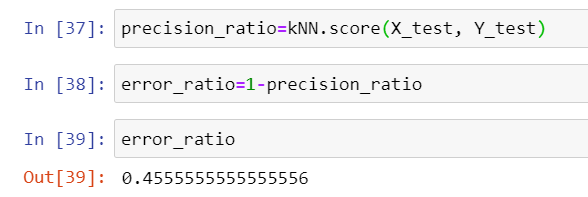 In [37]: precision_ratio=kNN.score(X_test, Y_test)
In [38]: error_ratio=1-precision_ratio
In [39]: error_ratio
Out[39]: 0.4555555555555556